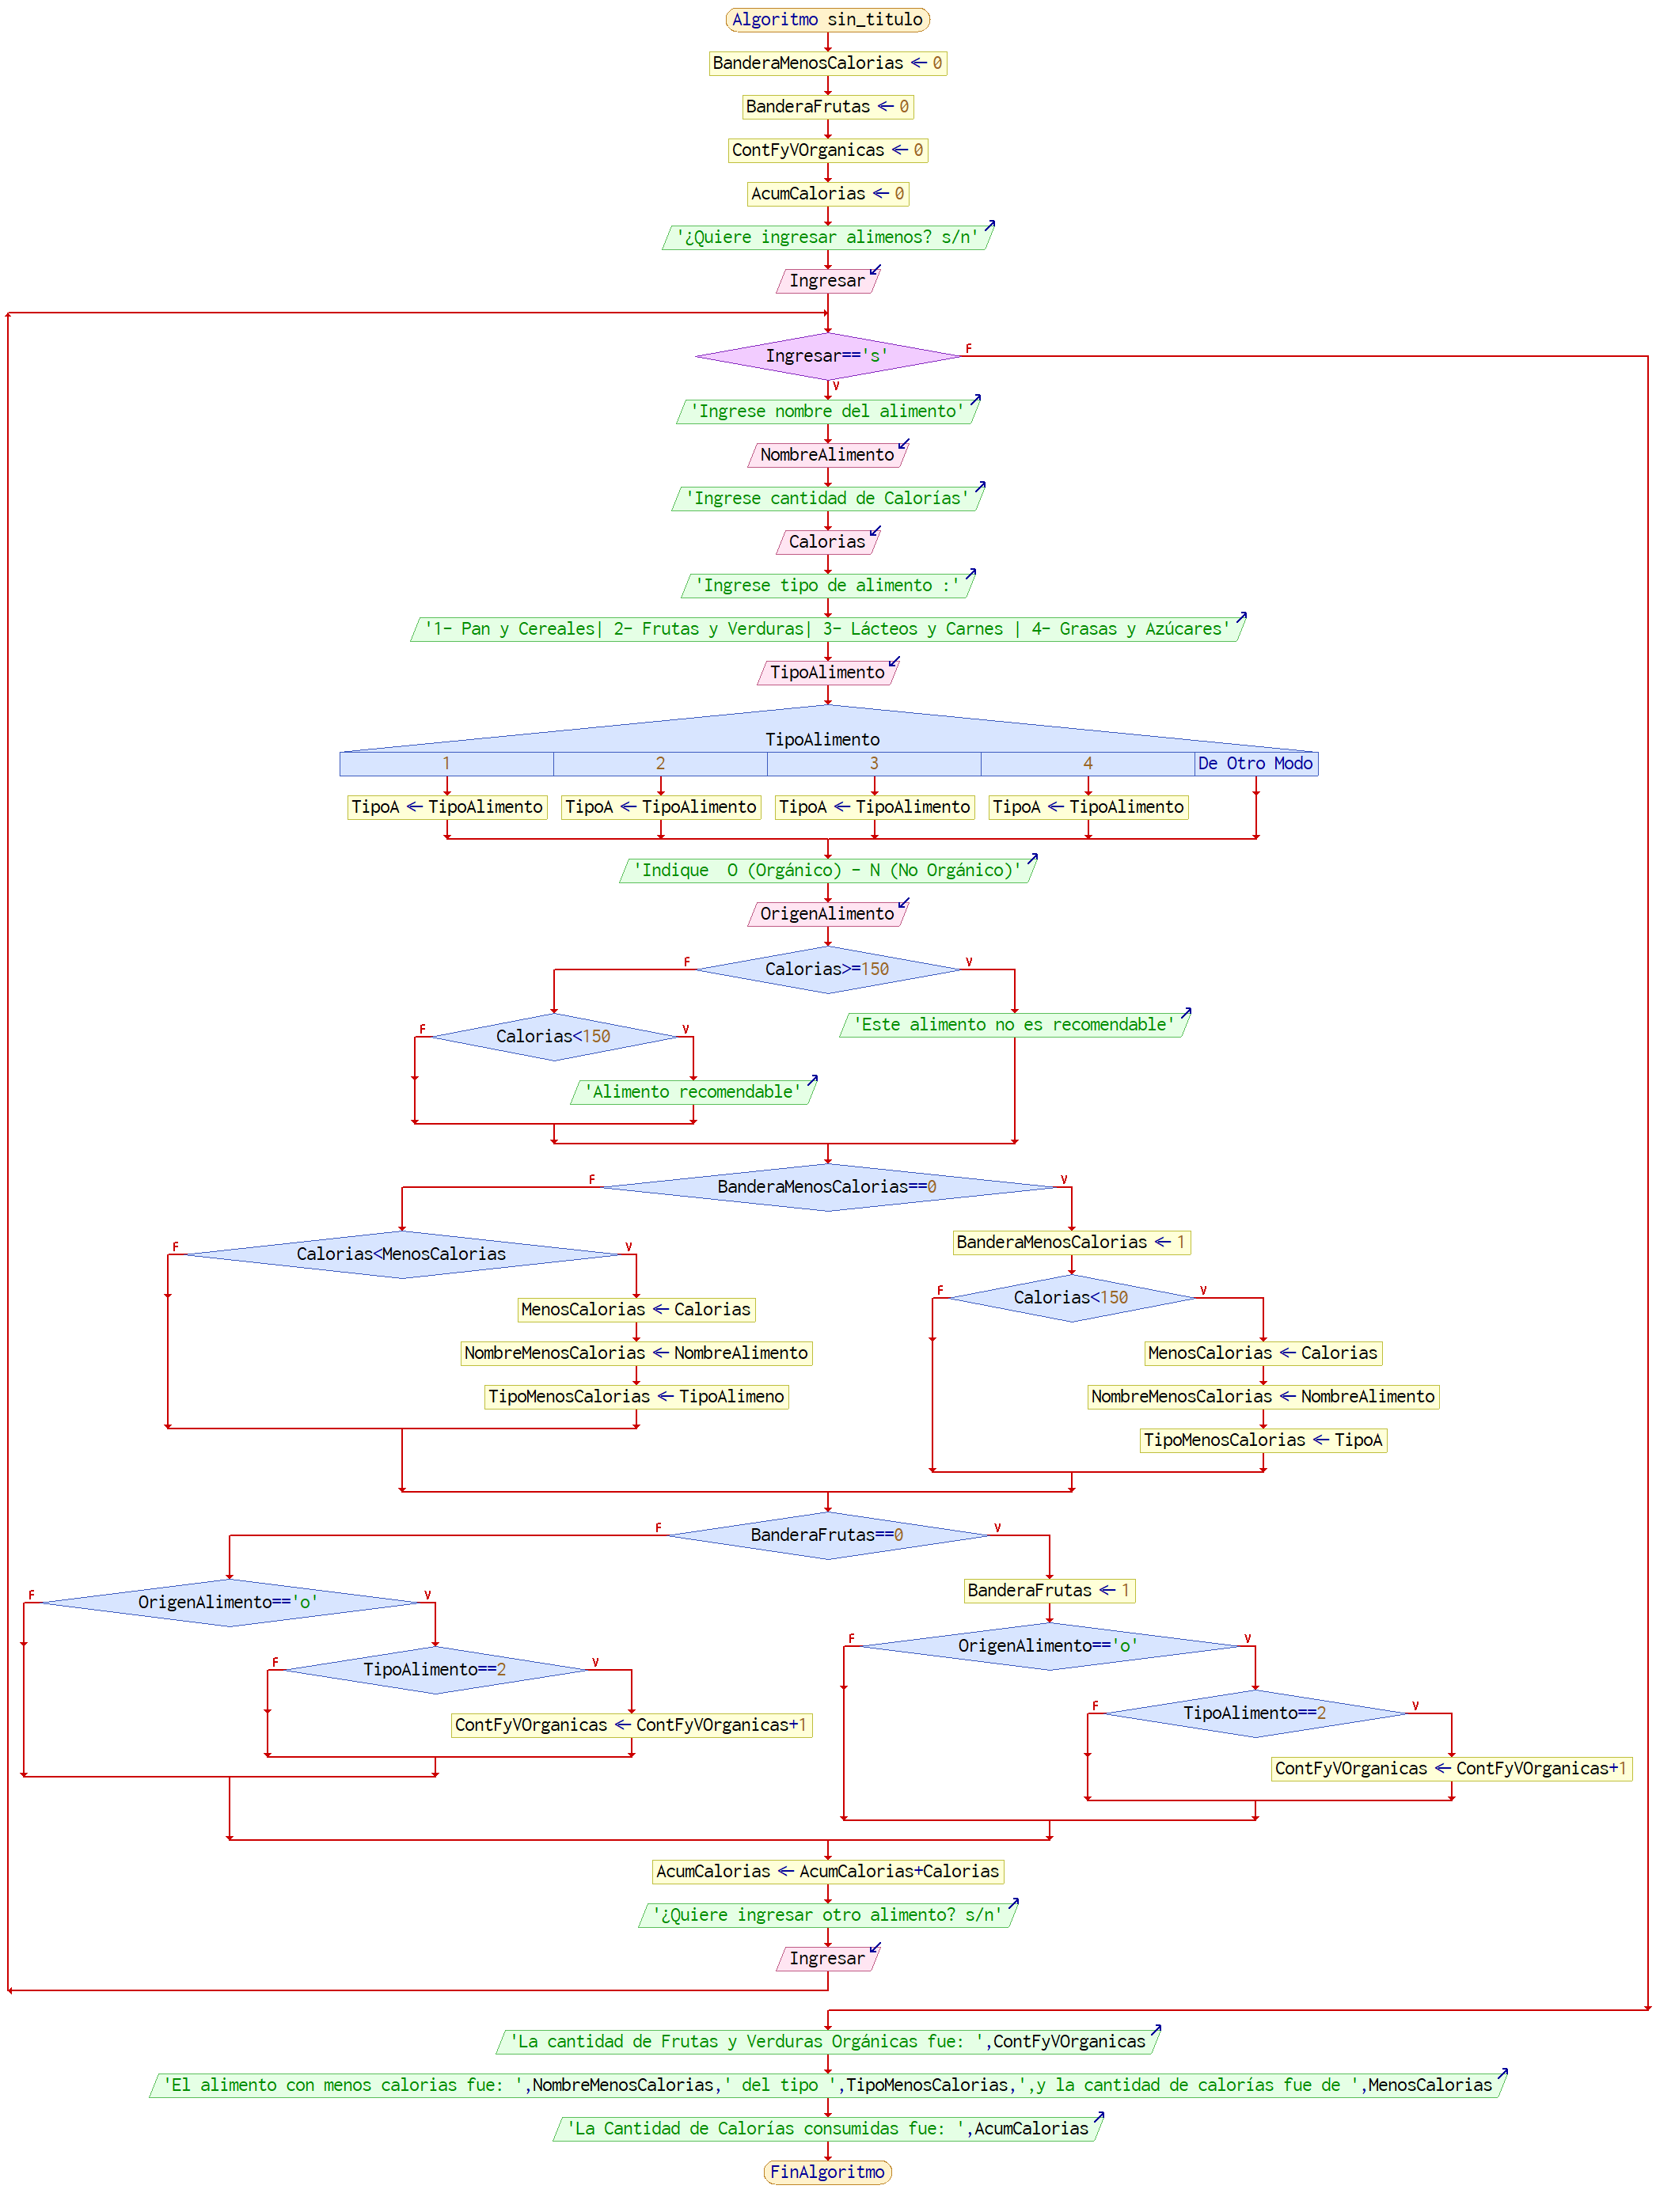 Algoritmo sin_titulo
BanderaMenosCalorias ← 0
BanderaFrutas ← 0
ContFyVOrganicas ← 0
AcumCalorias ← 0
'¿Quiere ingresar alimenos? s/n'
Ingresar
Ingresar=='s'
F
V
'Ingrese nombre del alimento'
NombreAlimento
'Ingrese cantidad de Calorías'
Calorias
'Ingrese tipo de alimento :'
'1- Pan y Cereales| 2- Frutas y Verduras| 3- Lácteos y Carnes | 4- Grasas y Azúcares'
TipoAlimento
TipoAlimento
1 2 3 4 De Otro Modo
TipoA ← TipoAlimento TipoA ← TipoAlimento TipoA ← TipoAlimento TipoA ← TipoAlimento
'Indique  O (Orgánico) - N (No Orgánico)'
OrigenAlimento
F Calorias>=150 V
F Calorias<150 V
'Este alimento no es recomendable'
'Alimento recomendable'
F BanderaMenosCalorias==0 V
F Calorias<MenosCalorias V
BanderaMenosCalorias ← 1
F Calorias<150 V
MenosCalorias ← Calorias
NombreMenosCalorias ← NombreAlimento
TipoMenosCalorias ← TipoAlimeno
MenosCalorias ← Calorias
NombreMenosCalorias ← NombreAlimento
TipoMenosCalorias ← TipoA
F BanderaFrutas==0 V
F OrigenAlimento=='o' V
F TipoAlimento==2 V
ContFyVOrganicas ← ContFyVOrganicas+1
BanderaFrutas ← 1
F OrigenAlimento=='o' V
F TipoAlimento==2 V
ContFyVOrganicas ← ContFyVOrganicas+1
AcumCalorias ← AcumCalorias+Calorias
'¿Quiere ingresar otro alimento? s/n'
Ingresar
'La cantidad de Frutas y Verduras Orgánicas fue: ',ContFyVOrganicas
'El alimento con menos calorias fue: ',NombreMenosCalorias,' del tipo ',TipoMenosCalorias,',y la cantidad de calorías fue de ',MenosCalorias
'La Cantidad de Calorías consumidas fue: ',AcumCalorias
FinAlgoritmo